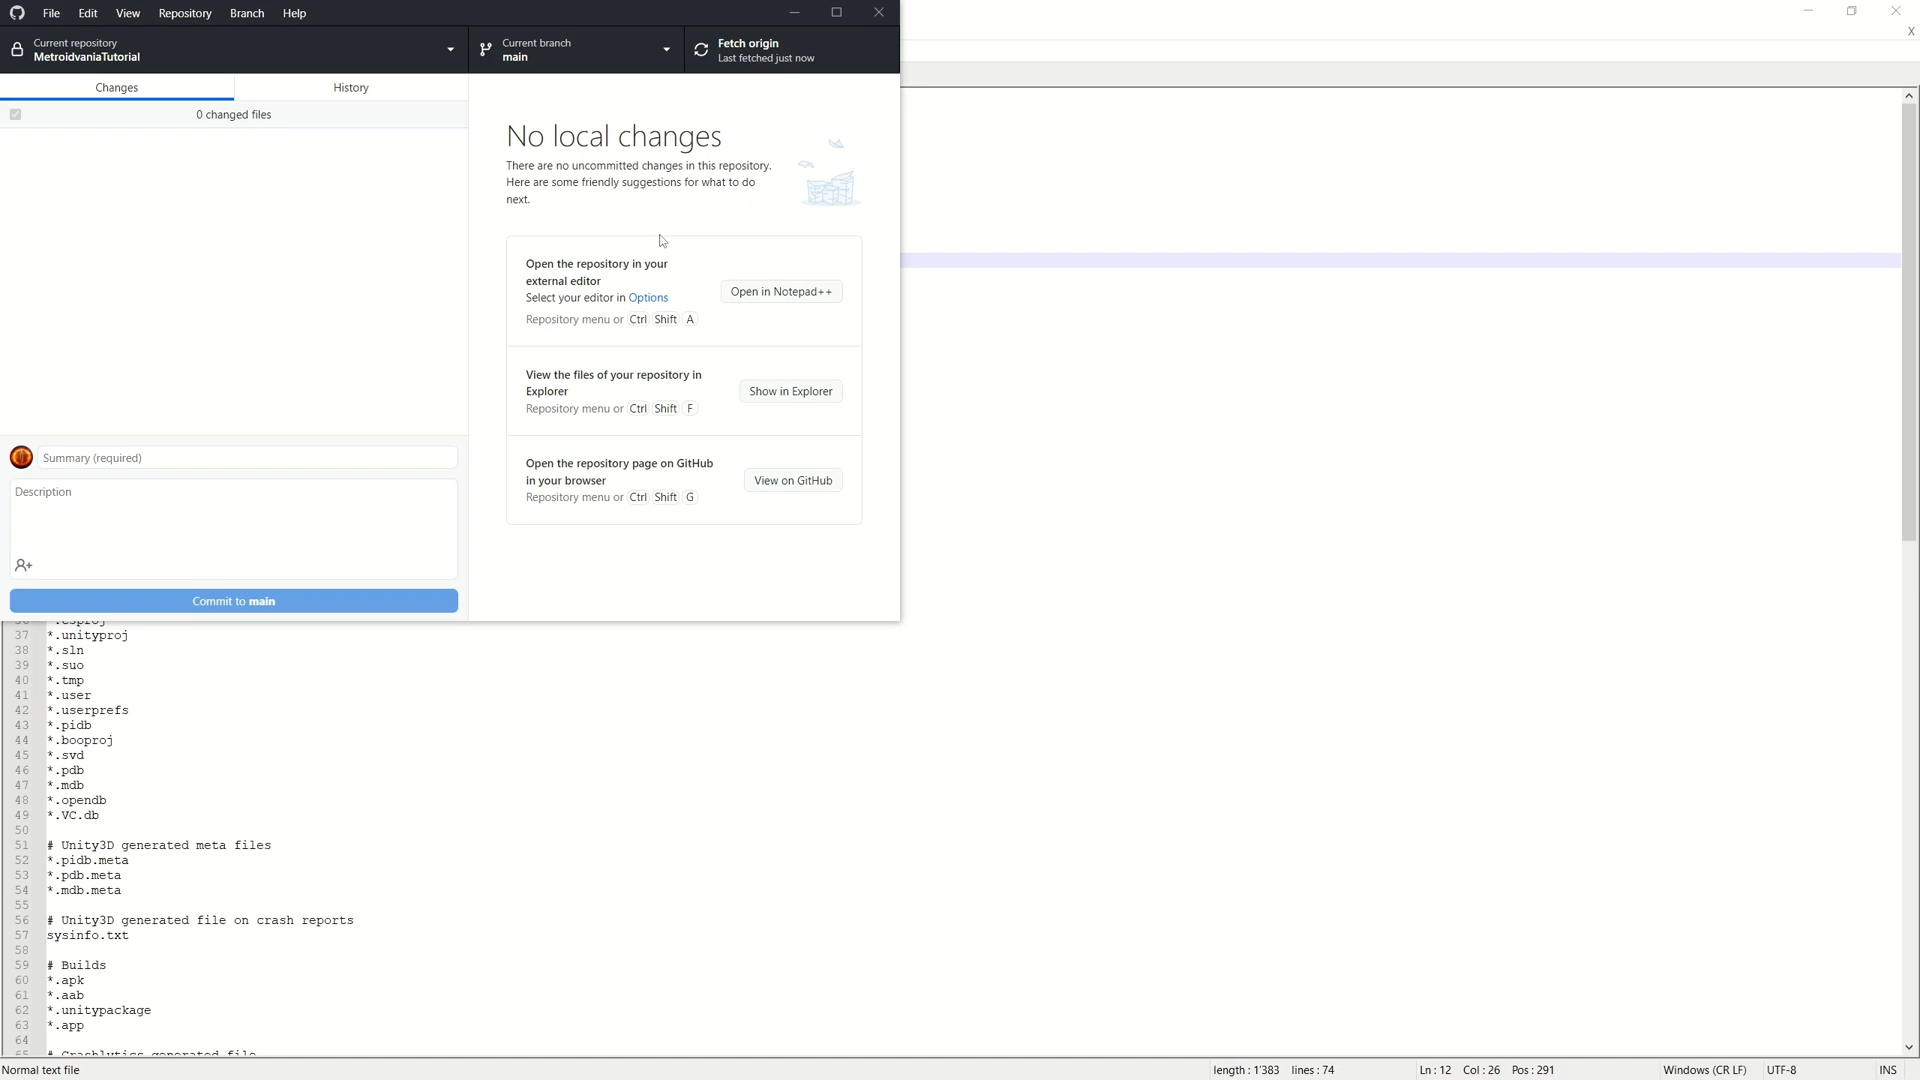 File Edit View Repository Branch Help
Current repository
MetroidvaniaTutorial
Current branch
main
Fetch origin
Last fetched just now
X
Changes History
0 changed files
No local changes
There are no uncommitted changes in this repository.
Here are some friendly suggestions for what to do
next.
Open the repository in your
external editor
Select your editor in Options
Repository menu or Ctrl Shift A
Open in Notepad++
View the files of your repository in
Explorer
Repository menu or Ctrl Shift F
Show in Explorer
Open the repository page on GitHub
in your browser
Repository menu or Ctrl Shift G
View on GitHub
Summary (required)
Description
Commit to main
37 *.unityproj
38 *.sln
39 *.suo
40 *.tmp
41 *.user
42 *.userprefs
43 *.pidb
44 *.booproj
45 *.svd
46 *.pdb
47 *.mdb
48 *.opendb
49 *.VC.db
50
51 # Unity3D generated meta files
52 *.pidb.meta
53 *.pdb.meta
54 *.mdb.meta
55
56 # Unity3D generated file on crash reports
57 sysinfo.txt
58
59 # Builds
60 *.apk
61 *.aab
62 *.unitypackage
63 *.app
64
65 # Crashlytics generated file
Normal text file length : 1'383 lines : 74 Ln : 12 Col : 26 Pos : 291 Windows (CR LF) UTF-8 INS